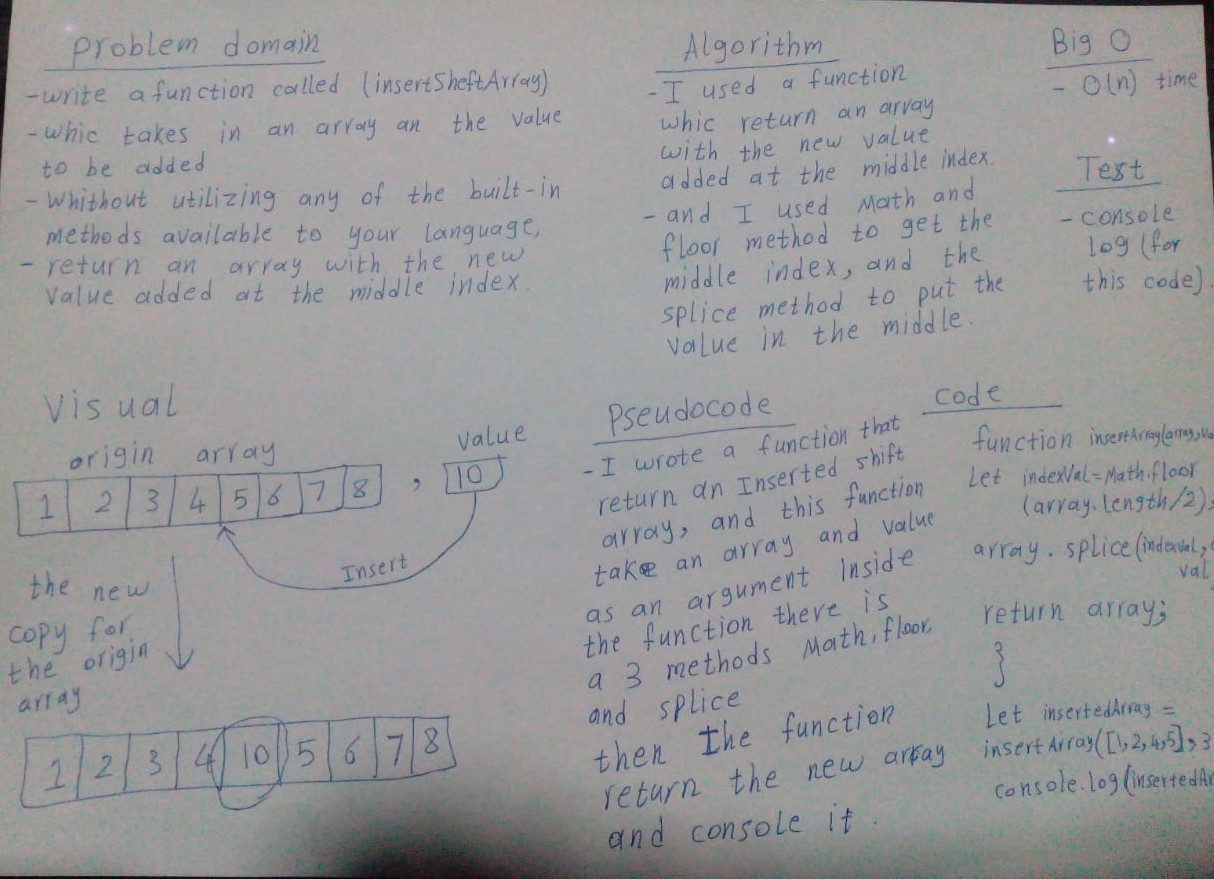 Problem domain
-write a function called (insertSheftArray)
-whic takes in an array an the value
to be added
- Whithout utilizing any of the built-in
methods available to your language,
- return an array with the new
value added at the middle index.
Algorithm
-I used a function
whic return an array
with the new value
added at the middle index.
- and I used Math and
floor method to get the
middle index, and the
splice method to put the
value in the middle.
Big O
- O(n) time
Test
-console
log (for
this code).
Visual
origin array
value
1 2 3 4 5 6 7 8 , 10
Insert
the new
copy for
the origin
array
1 2 3 4 10 5 6 7 8
Pseudocode
-I wrote a function that
return an Inserted shift
array, and this function
take an array and value
as an argument Inside
the function there is
a 3 methods Math, floor,
and splice
then The function
return the new array
and console it.
code
function insertArray(array,
Let indexVal=Math.floor
(array.length/2);
array.splice(indexval,
val
return array;
}
Let insertedArray =
insertArray([1,2,4,5],3
console.log(insertedAr